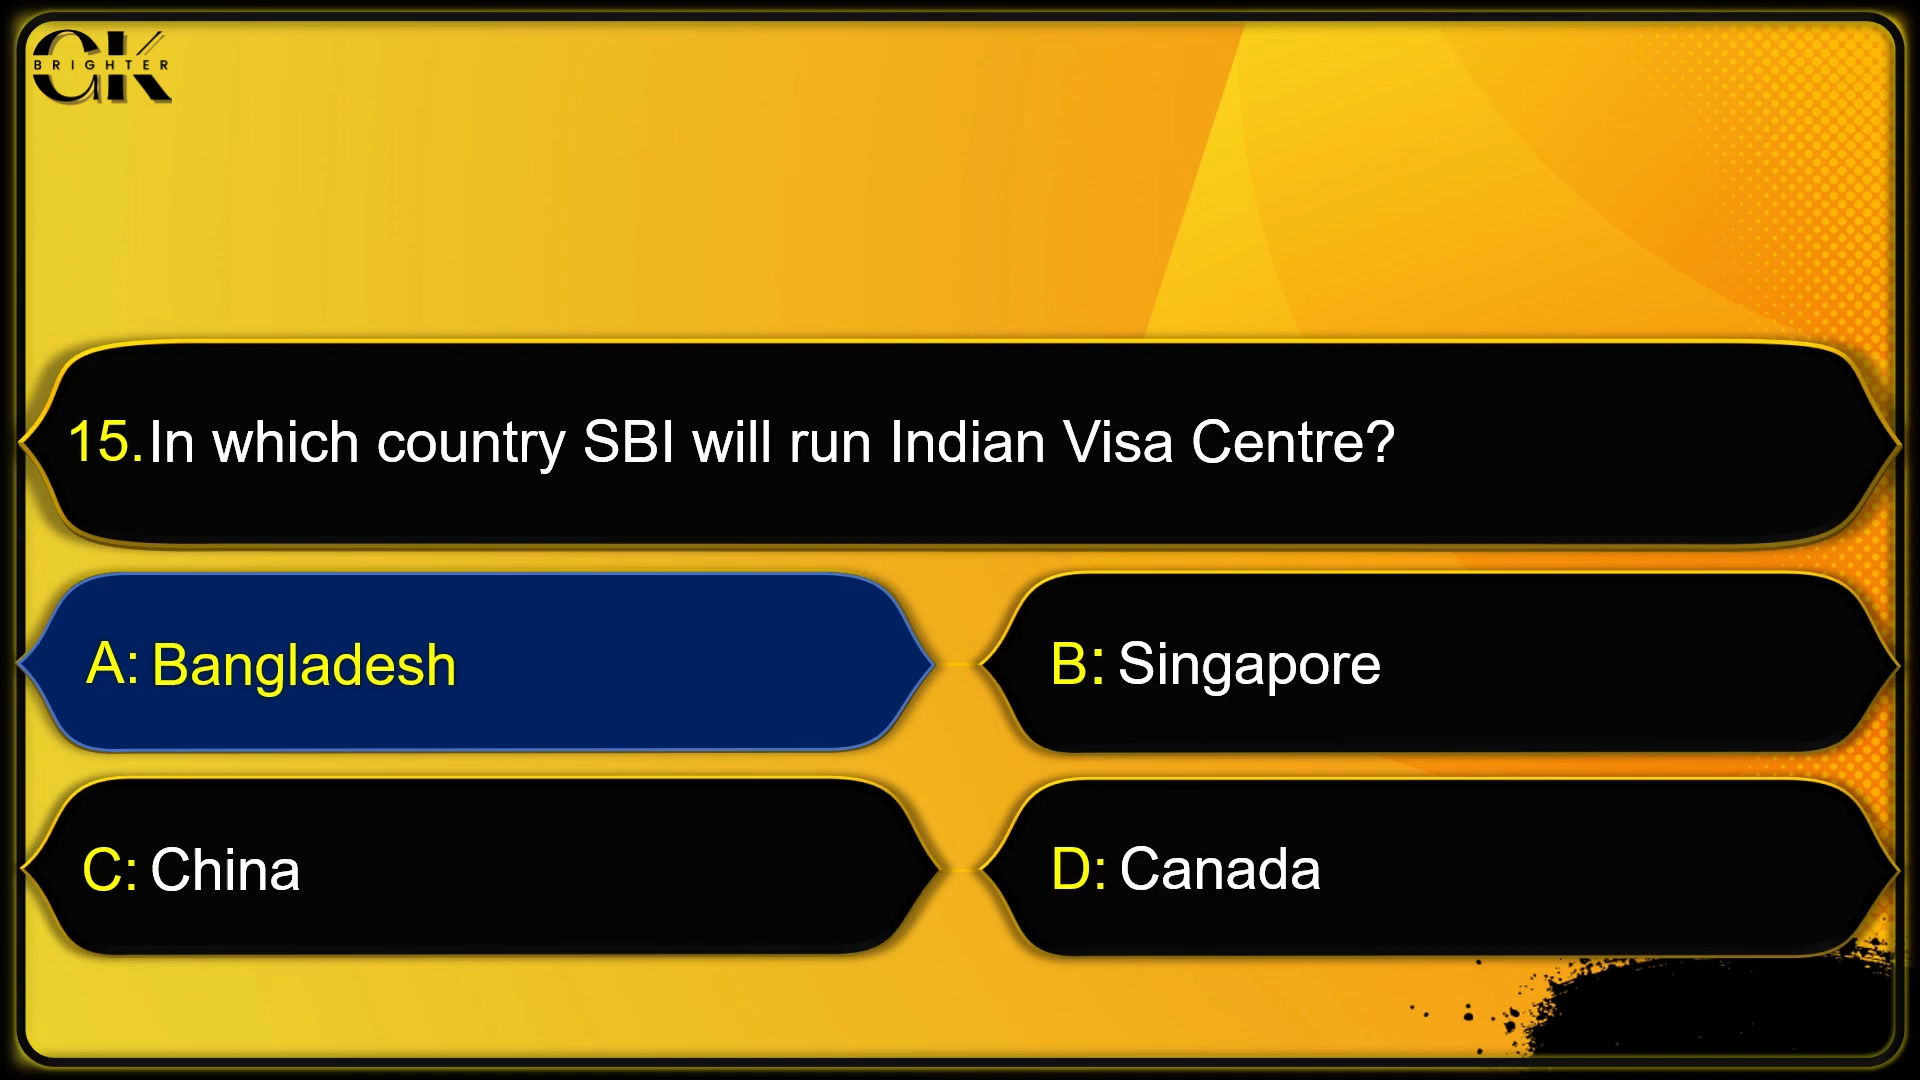 GK
BRIGHTER
15. In which country SBI will run Indian Visa Centre?
A: Bangladesh
B: Singapore
C: China
D: Canada